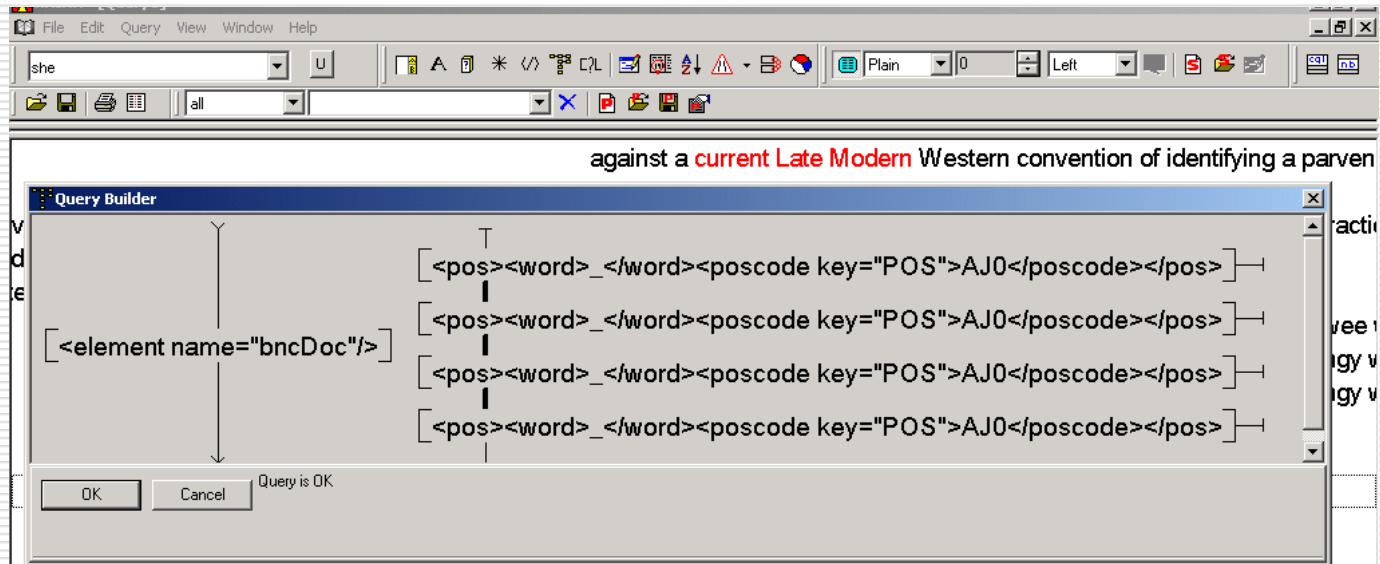 File Edit Query View Window Help
she U Plain 0 Left
all
against a current Late Modern Western convention of identifying a parven
Query Builder
<pos><word>_</word><poscode key="POS">AJ0</poscode></pos>
<pos><word>_</word><poscode key="POS">AJ0</poscode></pos>
<element name="bncDoc"/>
<pos><word>_</word><poscode key="POS">AJ0</poscode></pos>
<pos><word>_</word><poscode key="POS">AJ0</poscode></pos>
OK Cancel Query is OK